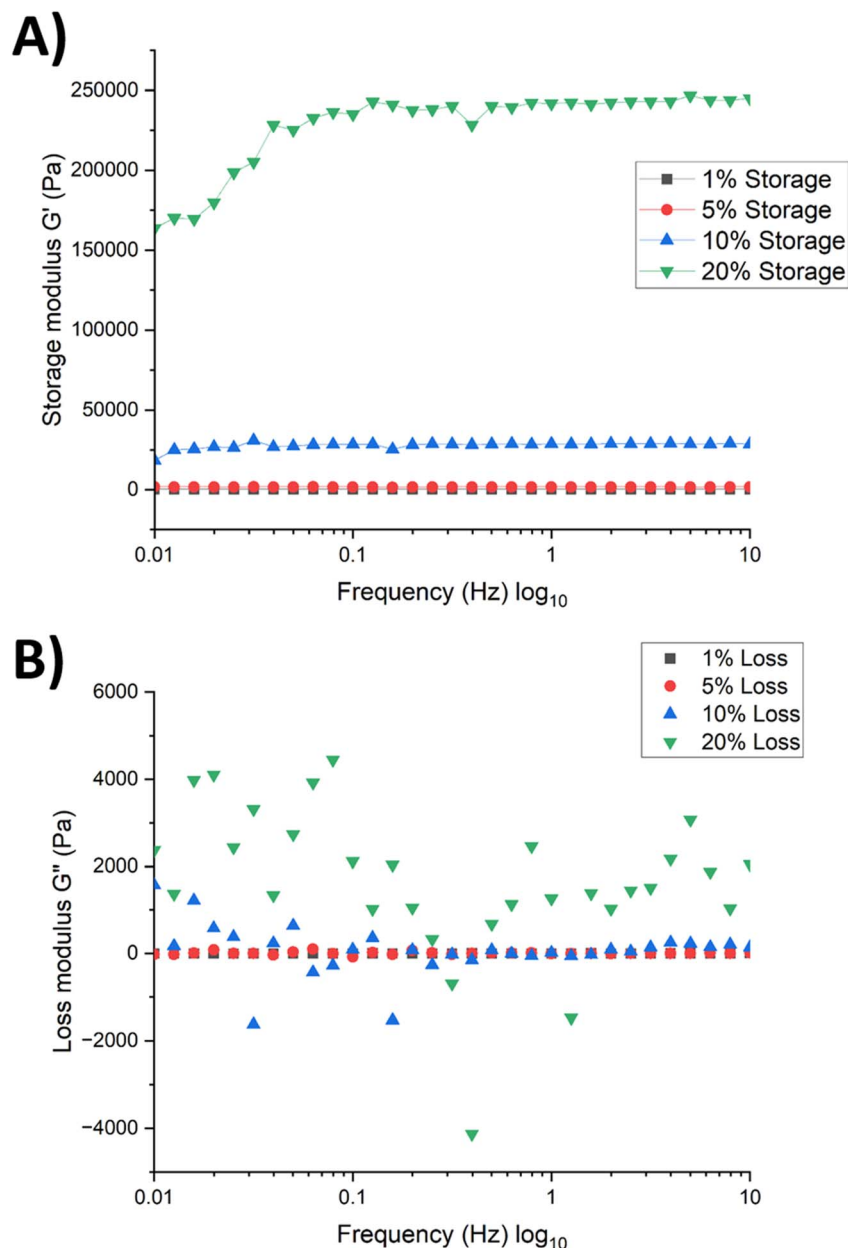 A)
250000
200000
150000
100000
50000
0
Storage modulus G' (Pa)
1% Storage
5% Storage
10% Storage
20% Storage
0.01 0.1 1 10
Frequency (Hz) log₁₀
B)
6000
4000
2000
0
−2000
−4000
Loss modulus G" (Pa)
1% Loss
5% Loss
10% Loss
20% Loss
0.01 0.1 1 10
Frequency (Hz) log₁₀